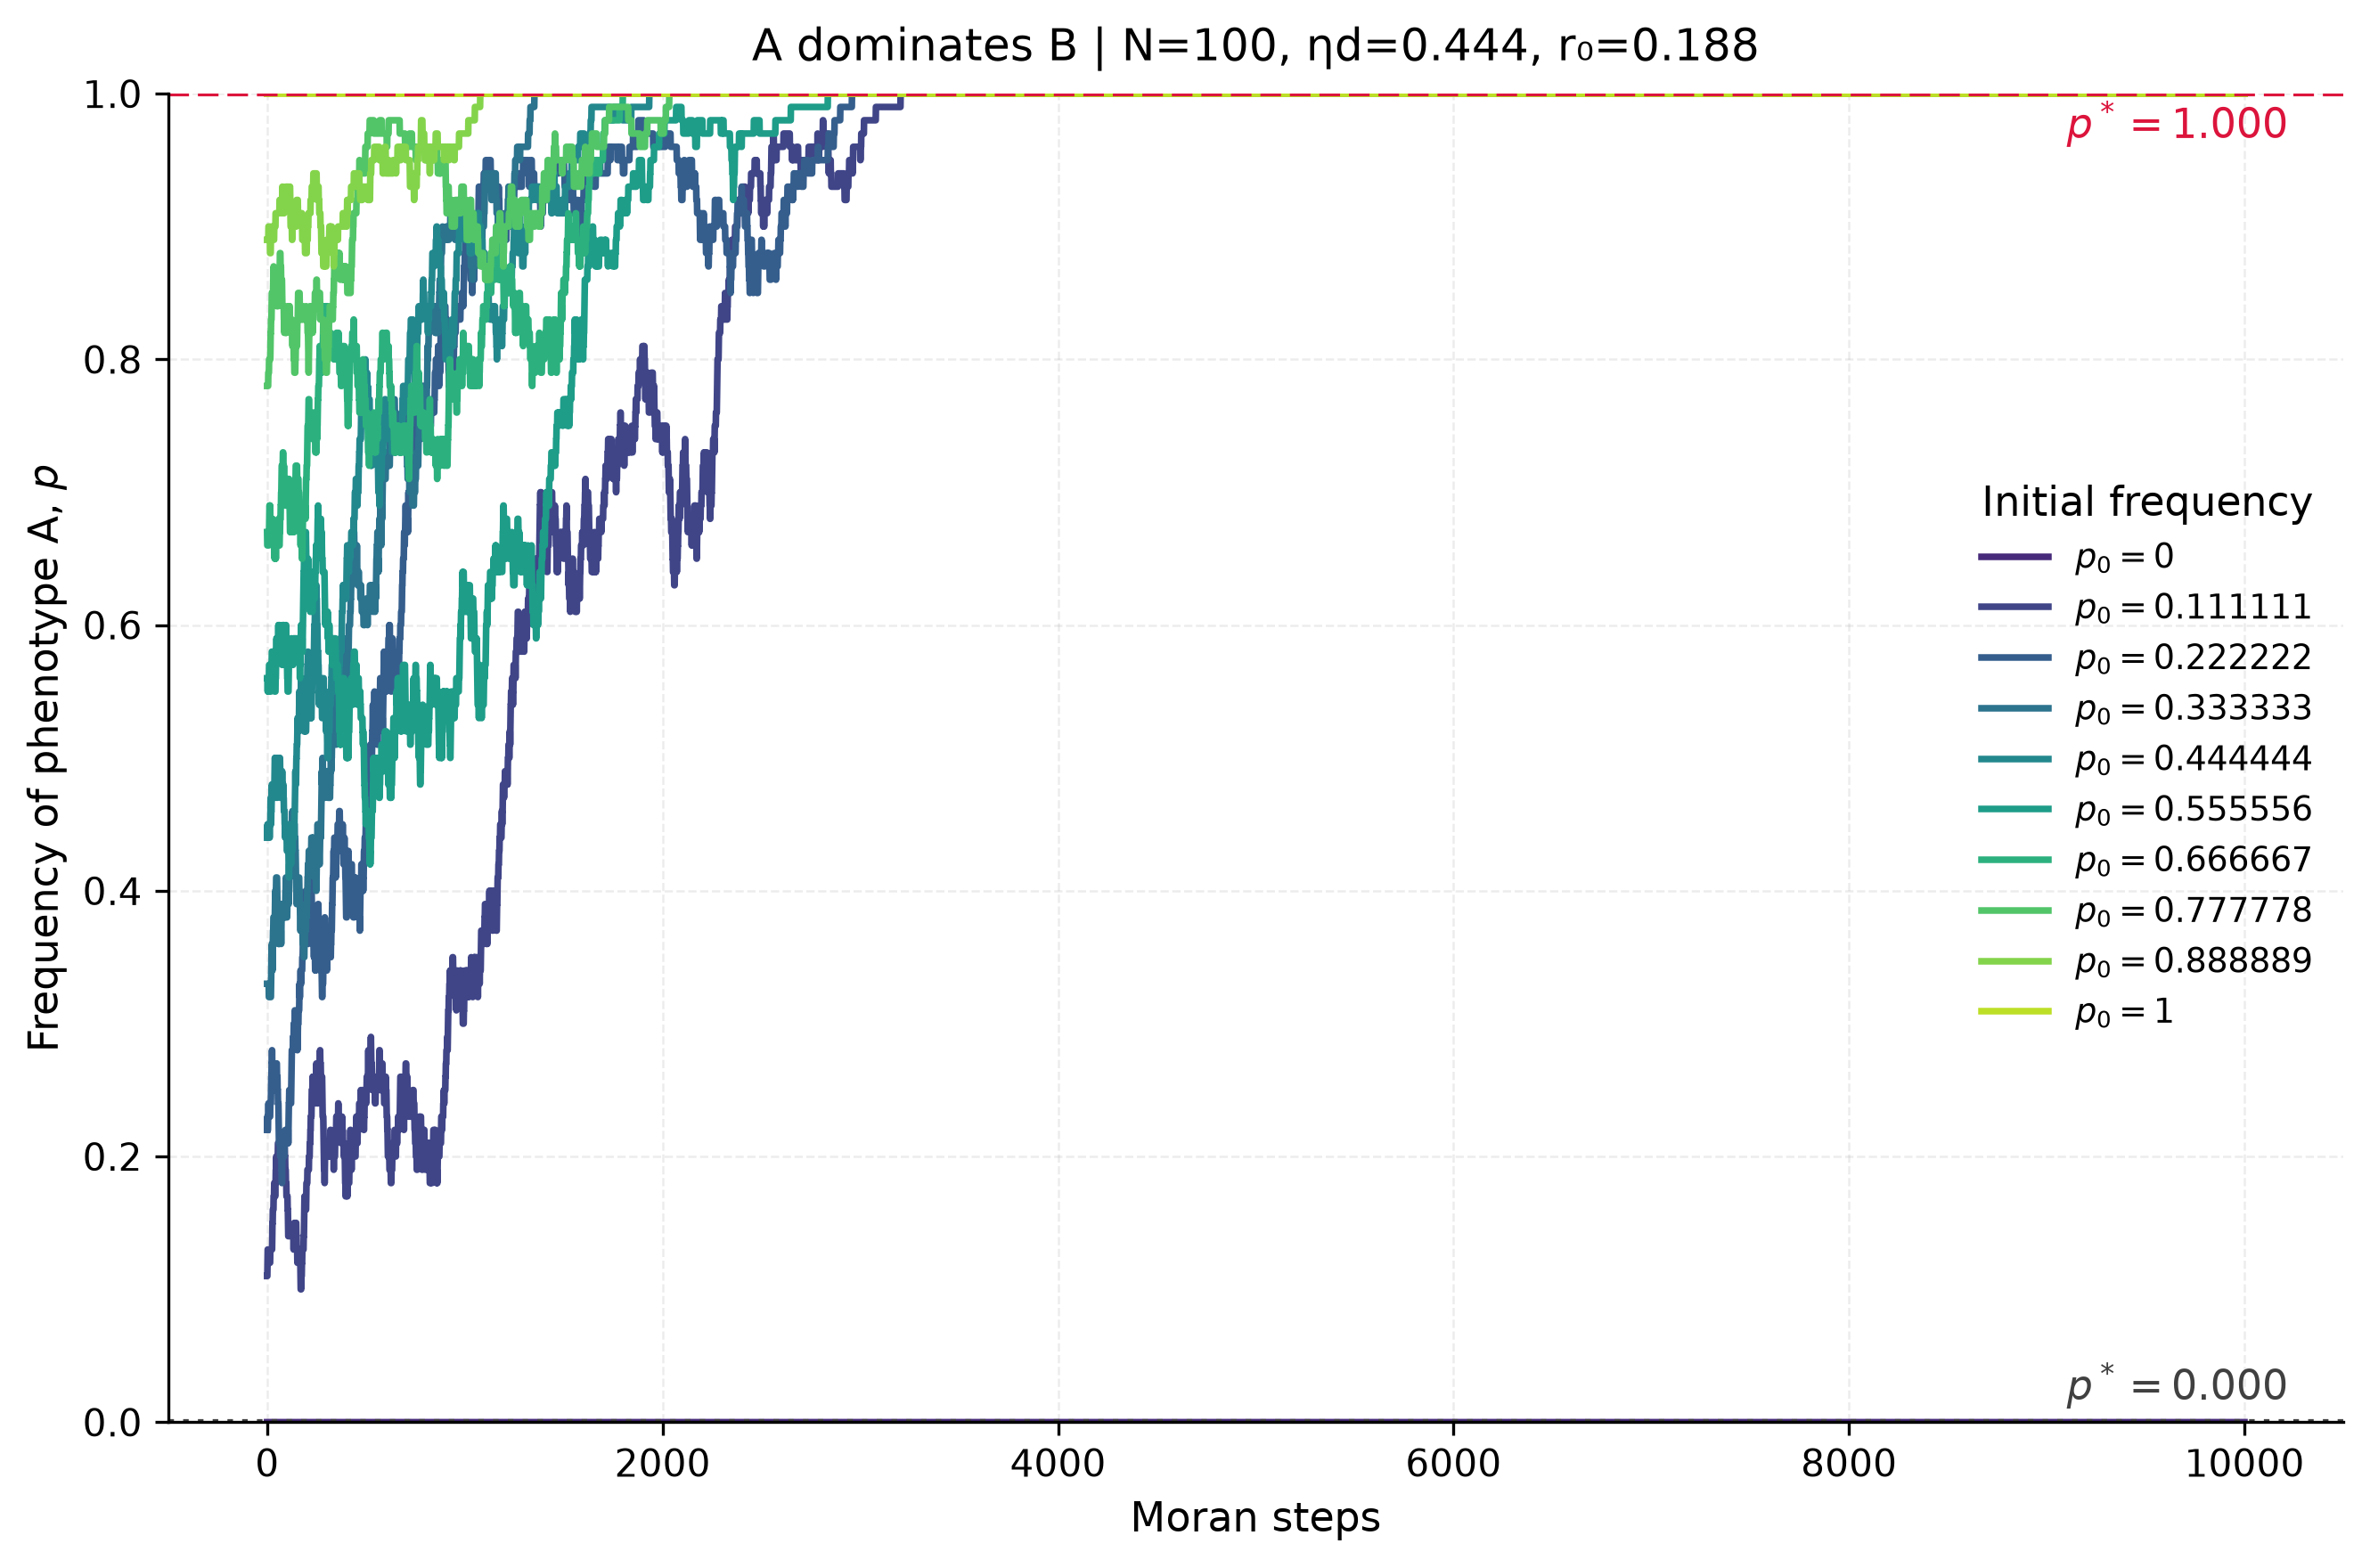 A dominates B | N=100, ηd=0.444, r₀=0.188
1.0
0.8
0.6
0.4
0.2
0.0
Frequency of phenotype A, p
p* = 1.000
Initial frequency
p₀ = 0
p₀ = 0.111111
p₀ = 0.222222
p₀ = 0.333333
p₀ = 0.444444
p₀ = 0.555556
p₀ = 0.666667
p₀ = 0.777778
p₀ = 0.888889
p₀ = 1
p* = 0.000
0 2000 4000 6000 8000 10000
Moran steps